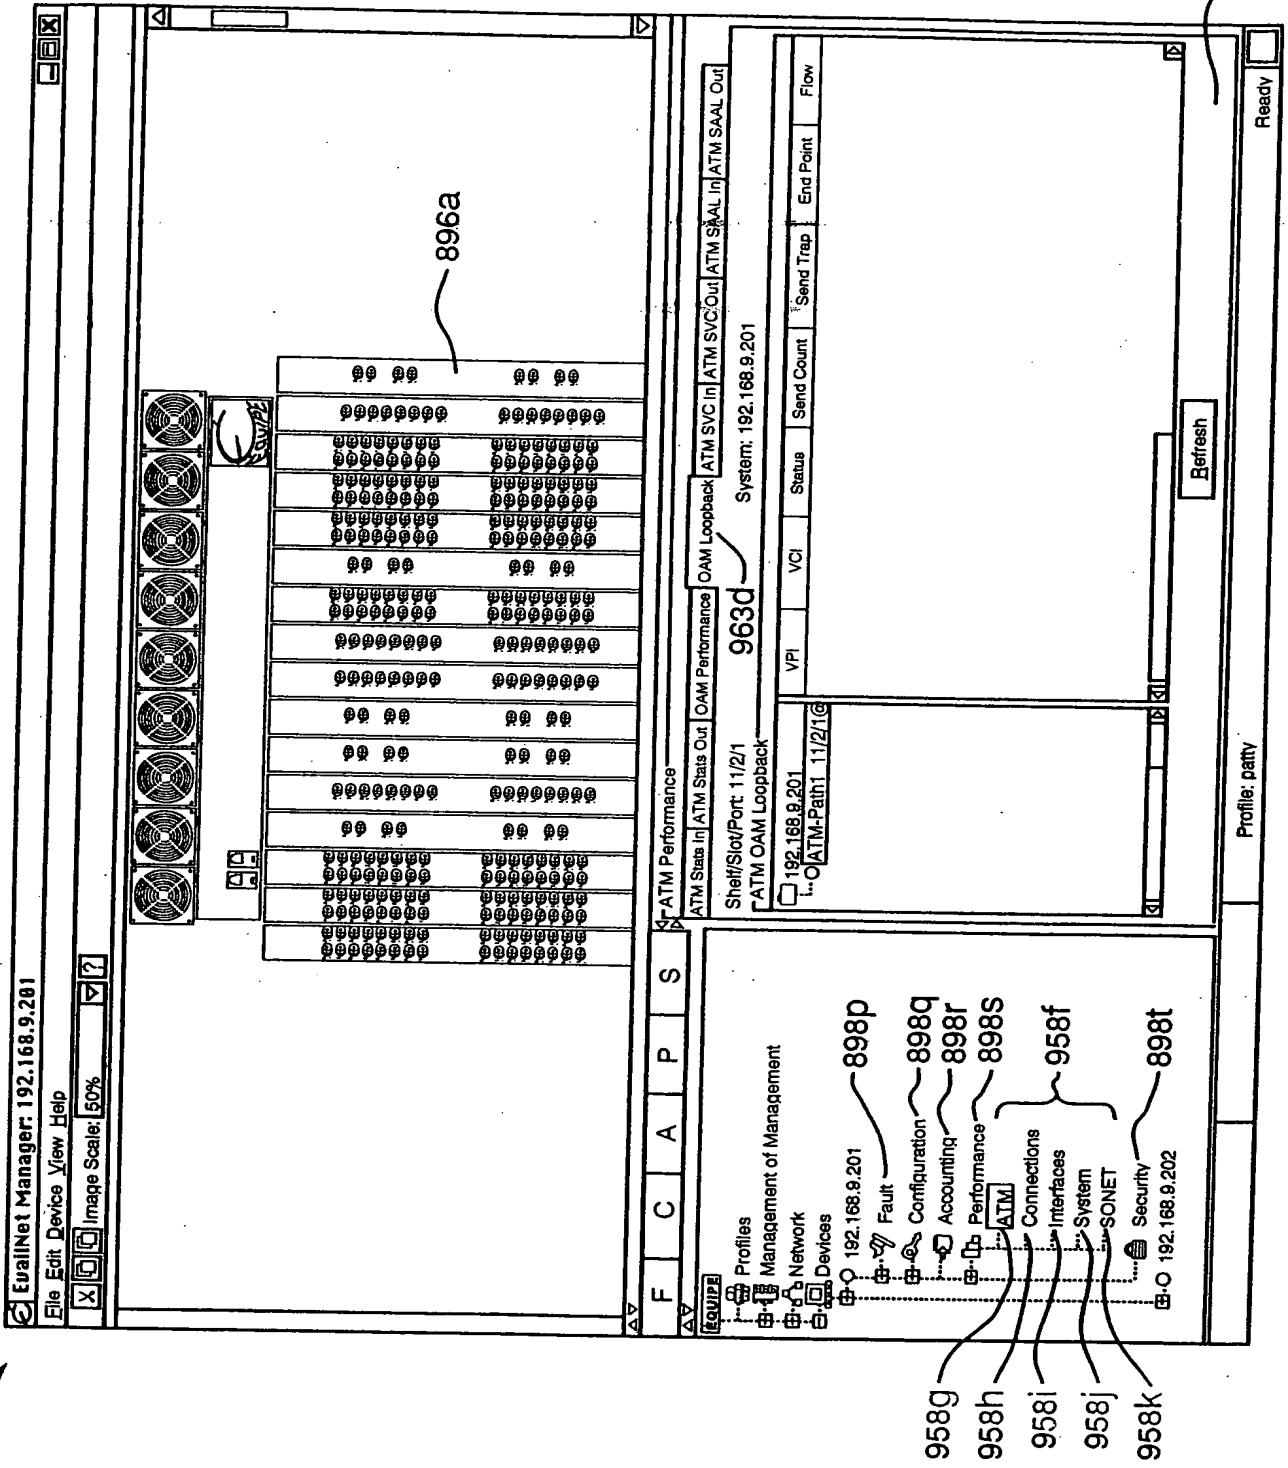 EvailNet Manager: 192.168.9.201
File Edit Device View Help
X Image Scale: 50% ?
896a
F C A P S
EQUIPE
Profiles
Management of Management
Network
Devices
192.168.9.201
Fault
Configuration
Accounting
Performance
ATM
Connections
Interfaces
System
SONET
Security
192.168.9.202
898p
898q
898r
898s
958f
898t
958g
958h
958i
958j
958k
ATM Performance
ATM Stats In ATM Stats Out OAM Performance OAM Loopback ATM SVC In ATM SVC Out ATM SAAL In ATM SAAL Out
Shelf/Slot/Port: 11/2/1 System: 192.168.9.201
963d
ATM OAM Loopback
192.168.9.201
ATM-Path1 11/2/1@
VPI VCI Status Send Count Send Trap End Point Flow
Refresh
Profile: patty Ready